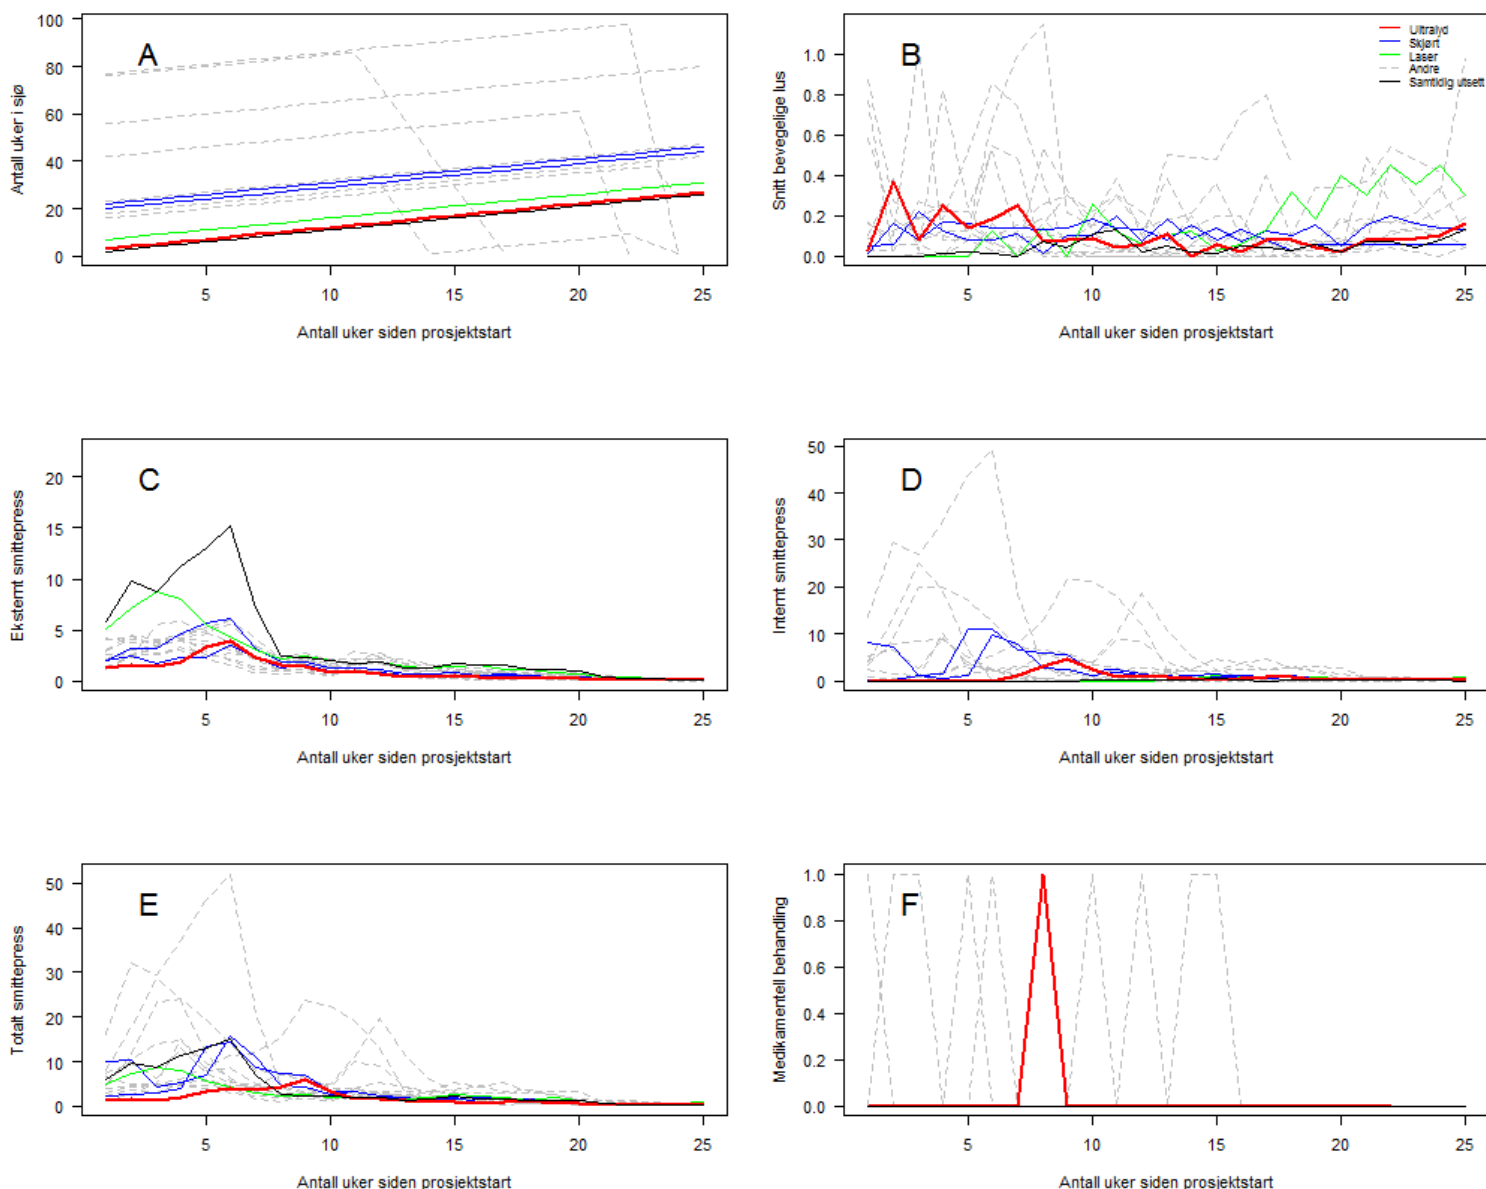 A
Antall uker i sjø
100
80
60
40
20
0
5
10
15
20
25
Antall uker siden prosjektstart
B
Snitt bevegelige lus
1.0
0.8
0.6
0.4
0.2
0.0
5
10
15
20
25
Antall uker siden prosjektstart
Ultralyd
Skjørt
Laser
Andre
Samtidig utsett
C
Eksternt smittepress
20
15
10
5
0
5
10
15
20
25
Antall uker siden prosjektstart
D
Internt smittepress
50
40
30
20
10
0
5
10
15
20
25
Antall uker siden prosjektstart
E
Totalt smittepress
50
40
30
20
10
0
5
10
15
20
25
Antall uker siden prosjektstart
F
Medikamentell behandling
1.0
0.8
0.6
0.4
0.2
0.0
5
10
15
20
25
Antall uker siden prosjektstart